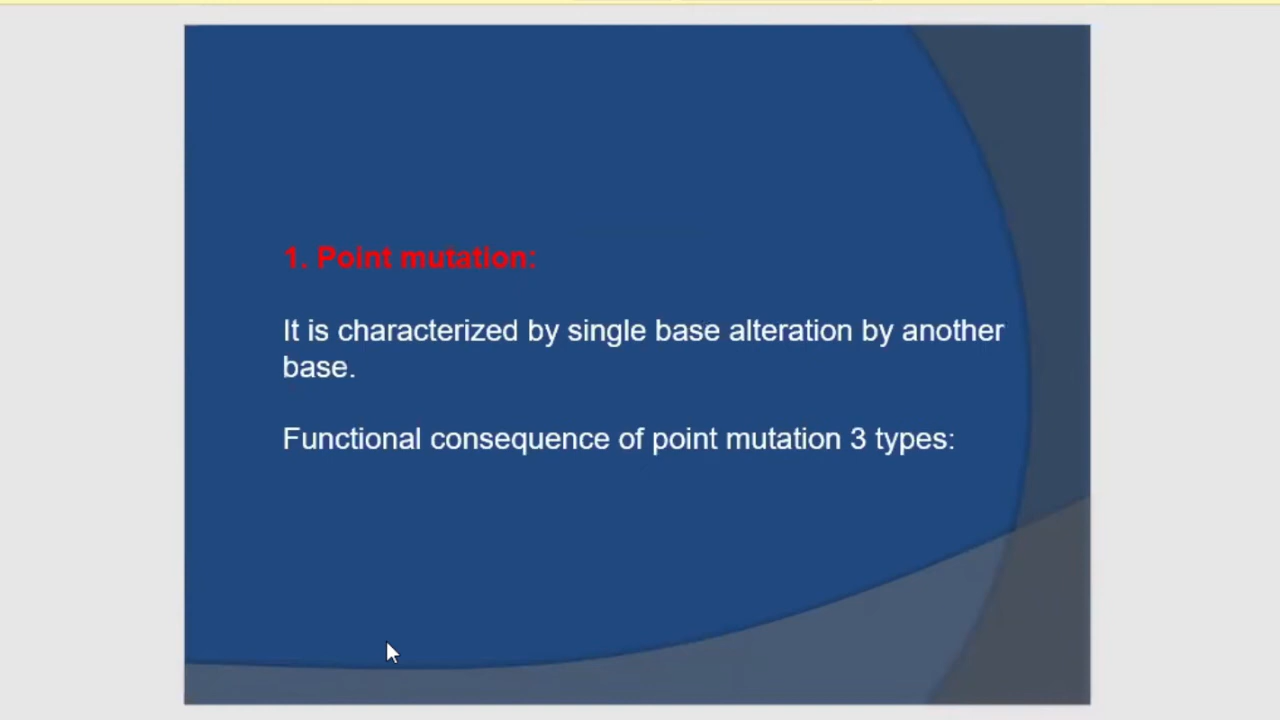 1. Point mutation:
It is characterized by single base alteration by another
base.
Functional consequence of point mutation 3 types: